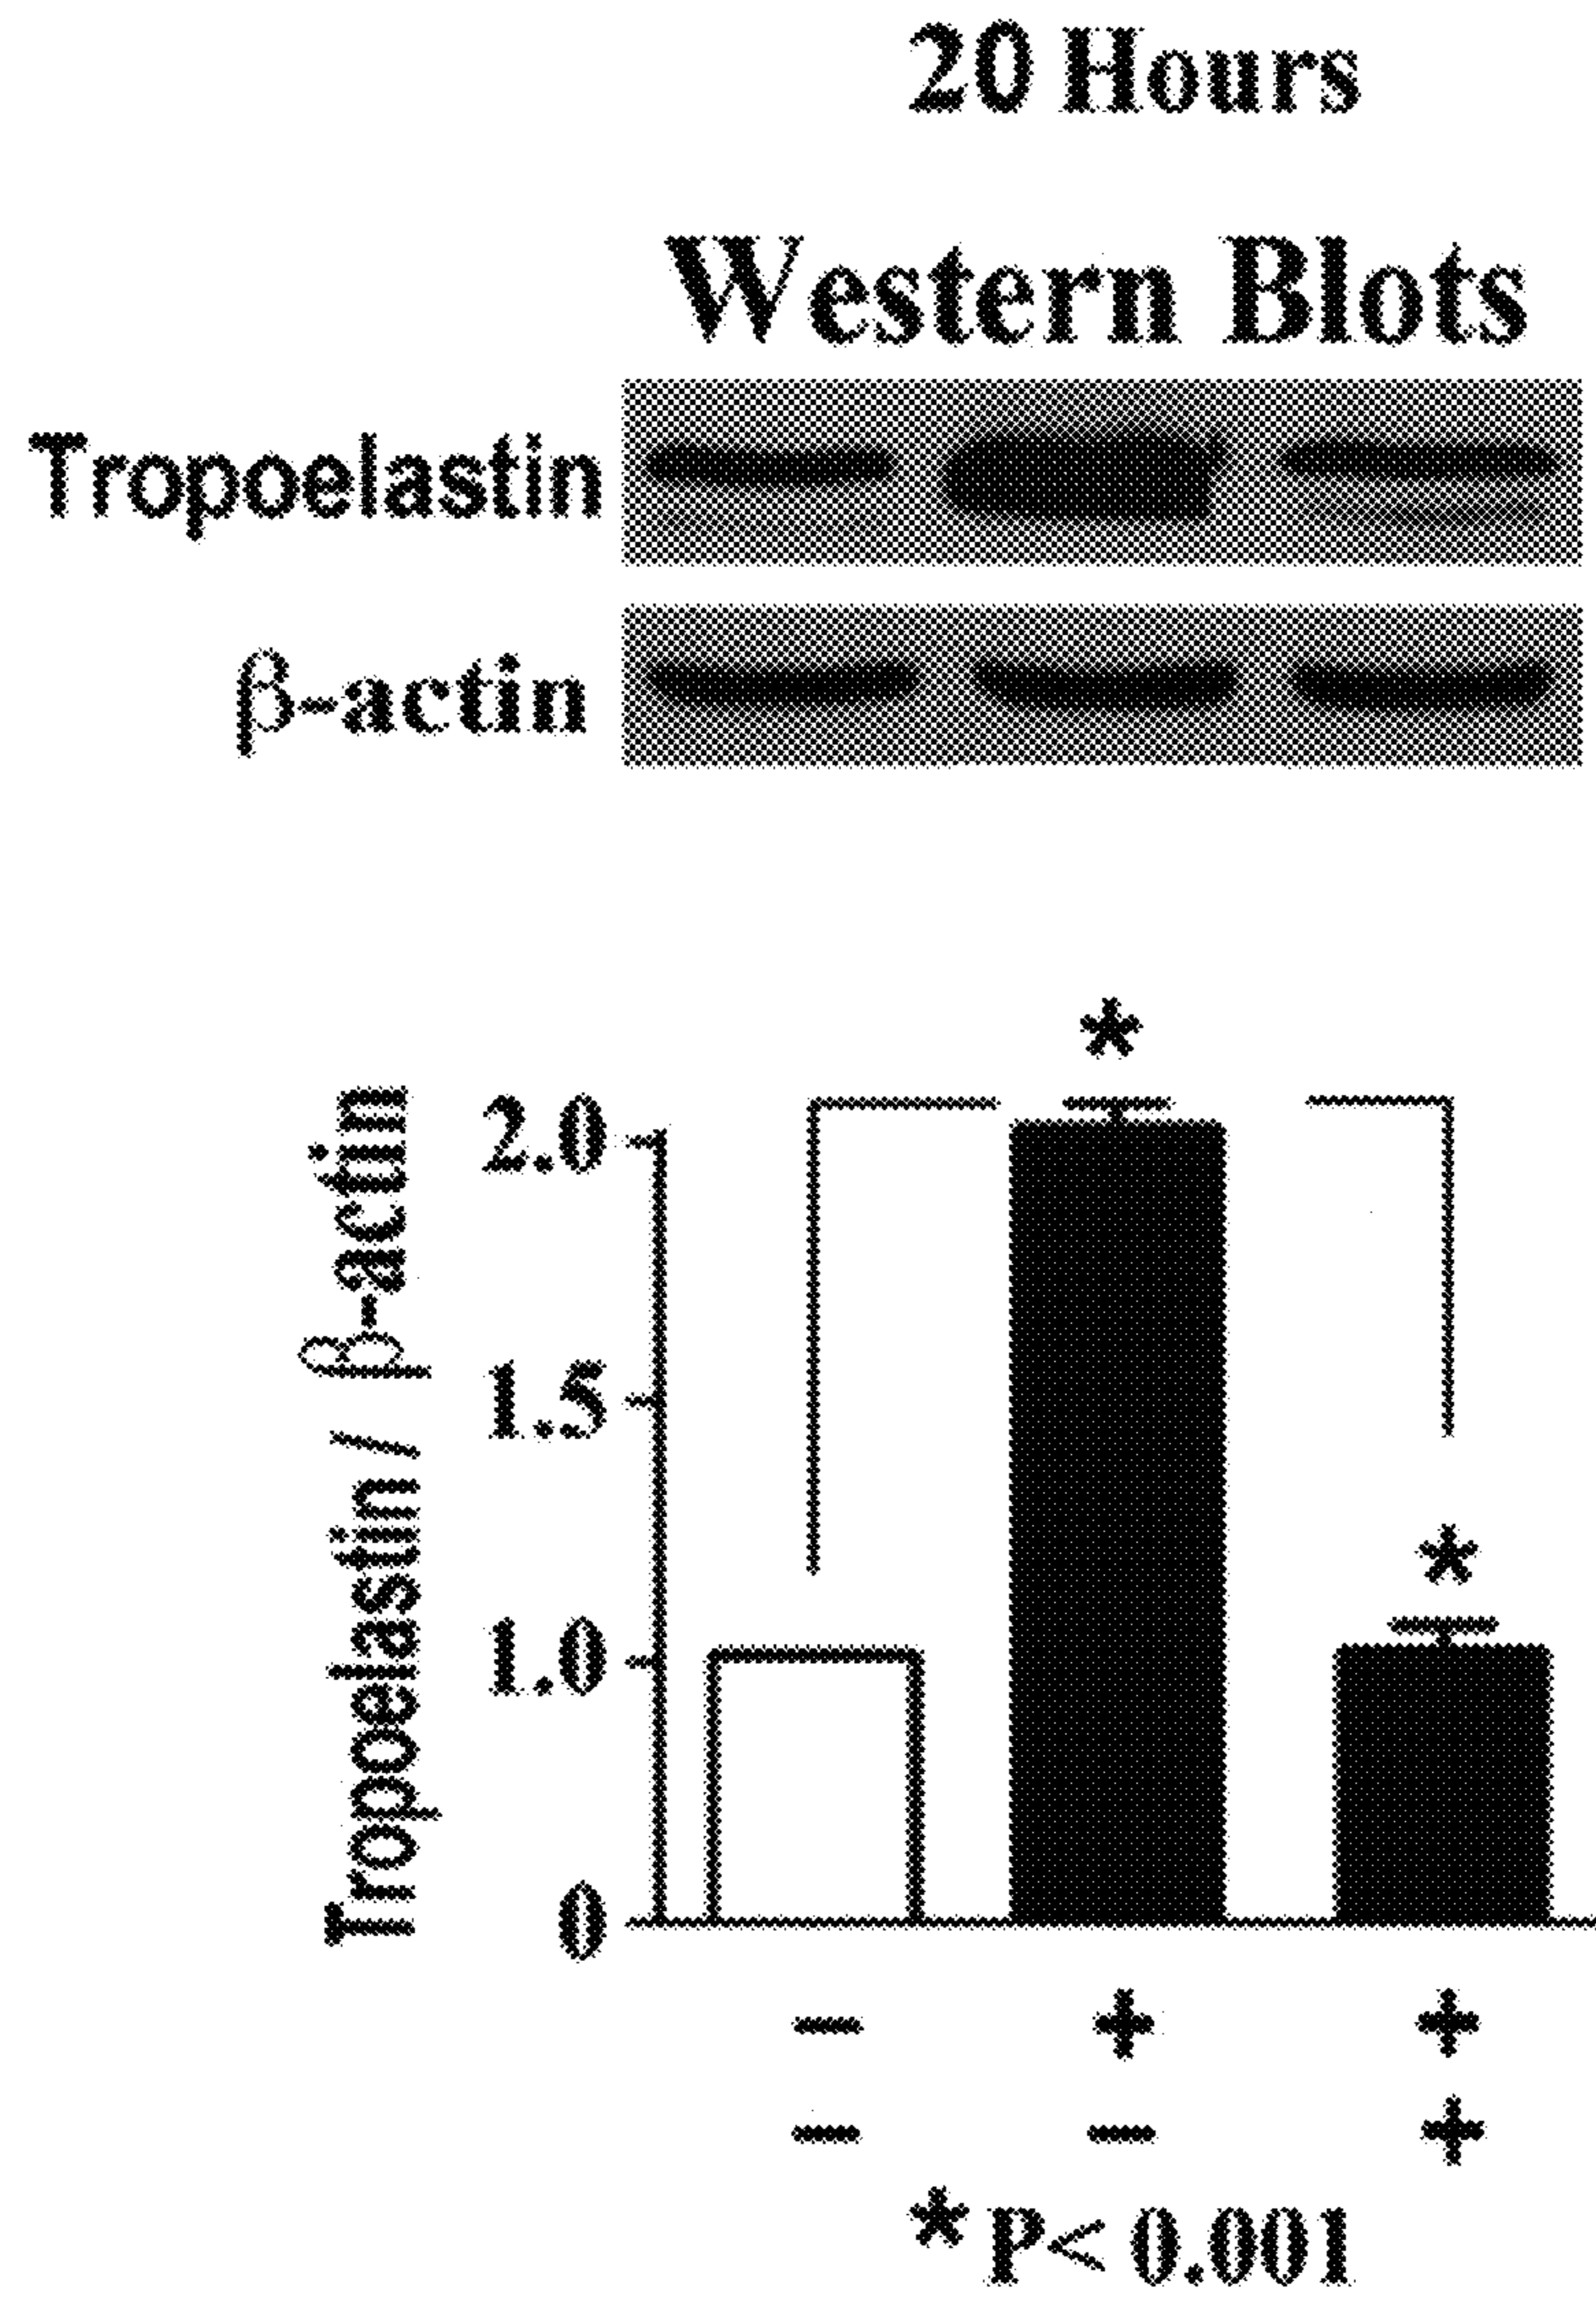 20 Hours
Western Blots
Tropoelastin
β-actin
*
Tropoelastin / β-actin
2.0
1.5
1.0
*
0
− + +
− − +
* P< 0.001